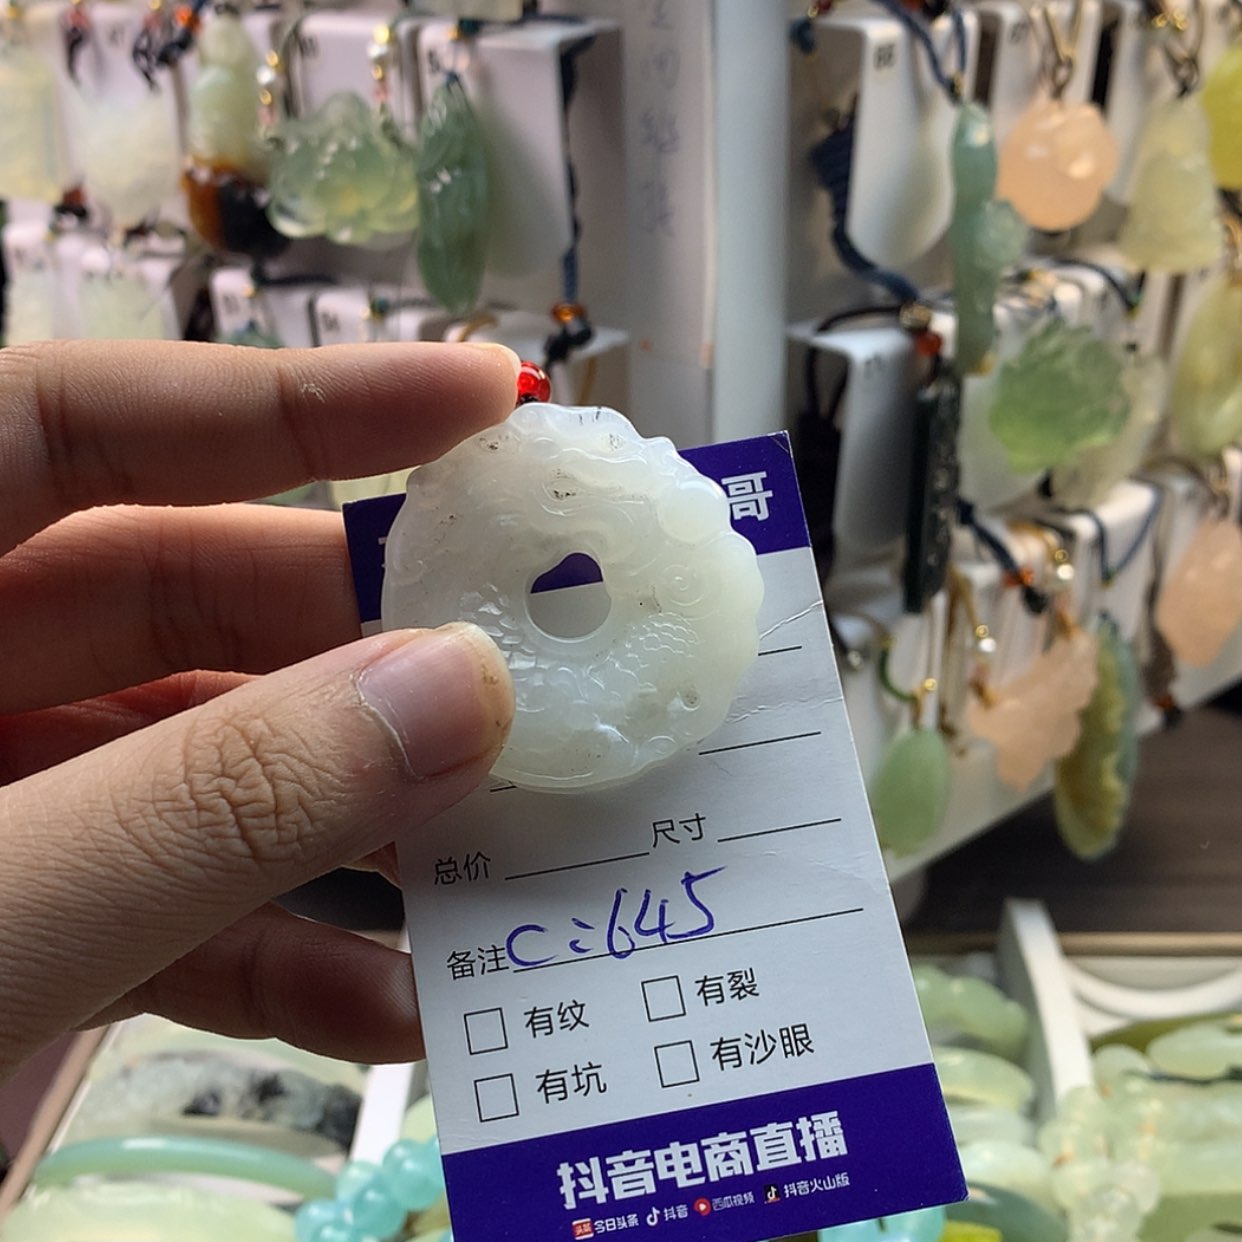 哥
总价
尺寸
备注 C:645
有纹
有裂
有坑
有沙眼
抖音电商直播
头条 今日头条 抖音 西瓜视频 抖音火山版